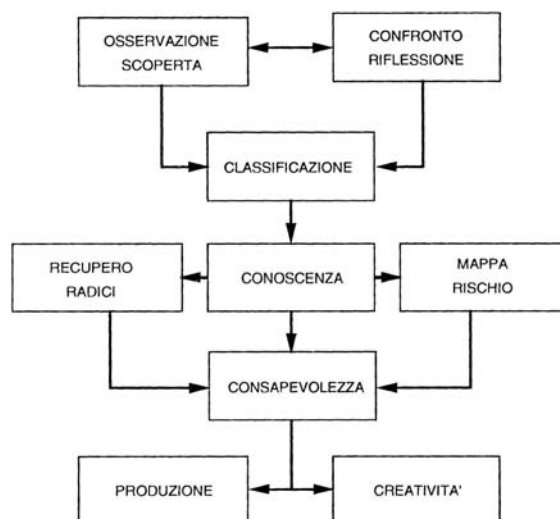 OSSERVAZIONE
SCOPERTA
CONFRONTO
RIFLESSIONE
CLASSIFICAZIONE
RECUPERO
RADICI
CONOSCENZA
MAPPA
RISCHIO
CONSAPEVOLEZZA
PRODUZIONE
CREATIVITA'